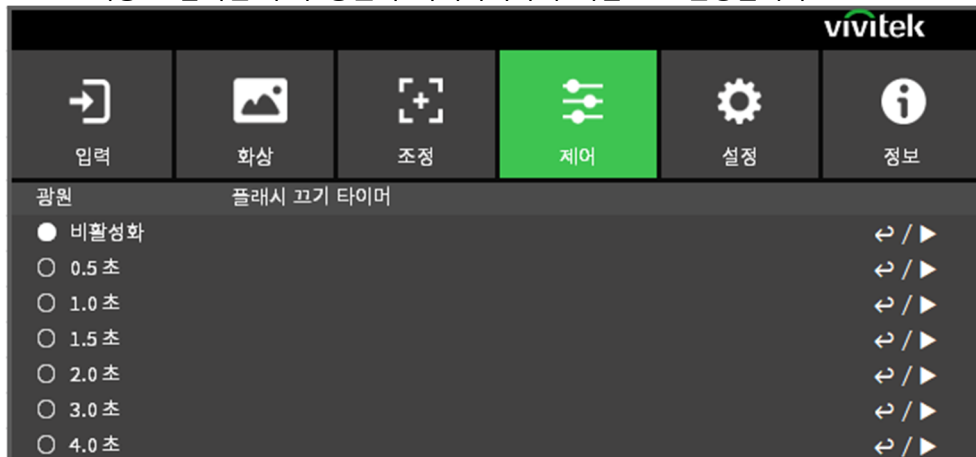 vivitek
입력 화상 조정 제어 설정 정보
광원 플래시 끄기 타이머
비활성화
0.5 초
1.0 초
1.5 초
2.0 초
3.0 초
4.0 초